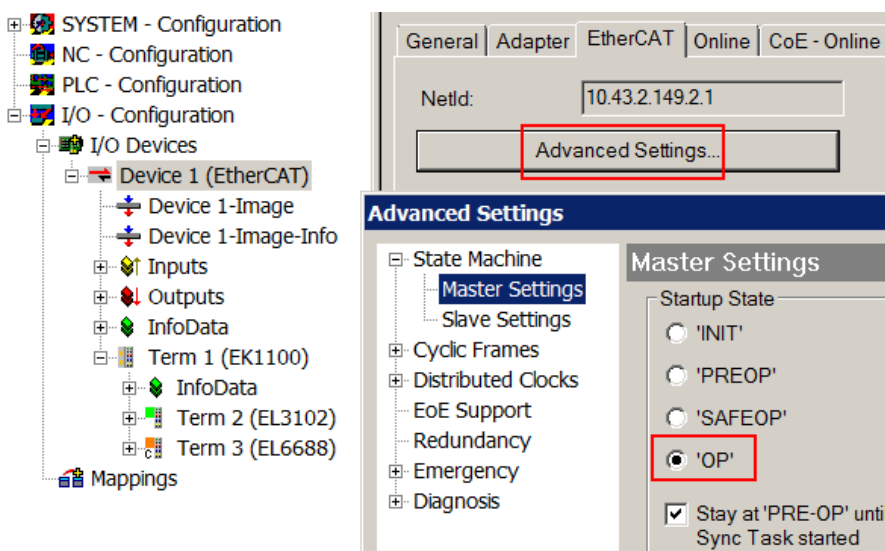 SYSTEM - Configuration
NC - Configuration
PLC - Configuration
I/O - Configuration
I/O Devices
Device 1 (EtherCAT)
Device 1-Image
Device 1-Image-Info
Inputs
Outputs
InfoData
Term 1 (EK1100)
InfoData
Term 2 (EL3102)
Term 3 (EL6688)
Mappings
General Adapter EtherCAT Online CoE - Online
NetId: 10.43.2.149.2.1
Advanced Settings...
Advanced Settings
State Machine
Master Settings
Slave Settings
Cyclic Frames
Distributed Clocks
EoE Support
Redundancy
Emergency
Diagnosis
Master Settings
Startup State
'INIT'
'PREOP'
'SAFEOP'
'OP'
Stay at 'PRE-OP' unti
Sync Task started